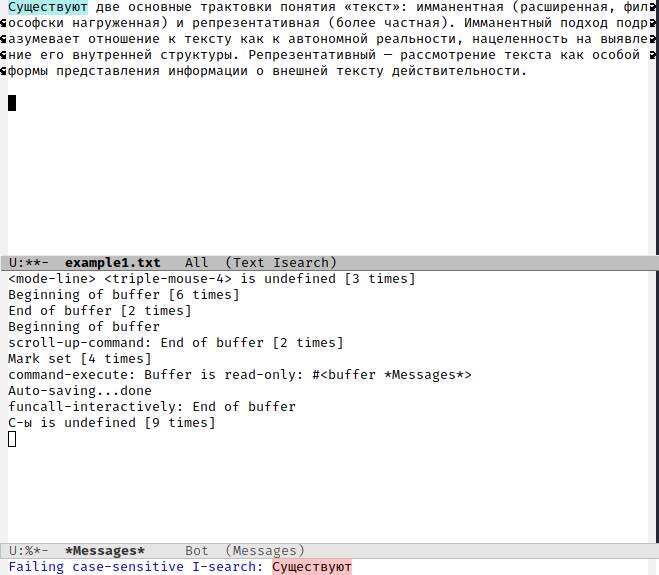 Существуют две основные трактовки понятия «текст»: имманентная (расширенная, фил
ософски нагруженная) и репрезентативная (более частная). Имманентный подход подр
азумевает отношение к тексту как к автономной реальности, нацеленность на выявле
ние его внутренней структуры. Репрезентативный — рассмотрение текста как особой
формы представления информации о внешней тексту действительности.
U:**-  example1.txt   All  (Text Isearch)
<mode-line> <triple-mouse-4> is undefined [3 times]
Beginning of buffer [6 times]
End of buffer [2 times]
Beginning of buffer
scroll-up-command: End of buffer [2 times]
Mark set [4 times]
command-execute: Buffer is read-only: #<buffer *Messages*>
Auto-saving...done
funcall-interactively: End of buffer
C-ы is undefined [9 times]
U:%*-  *Messages*     Bot  (Messages)
Failing case-sensitive I-search: Существуют